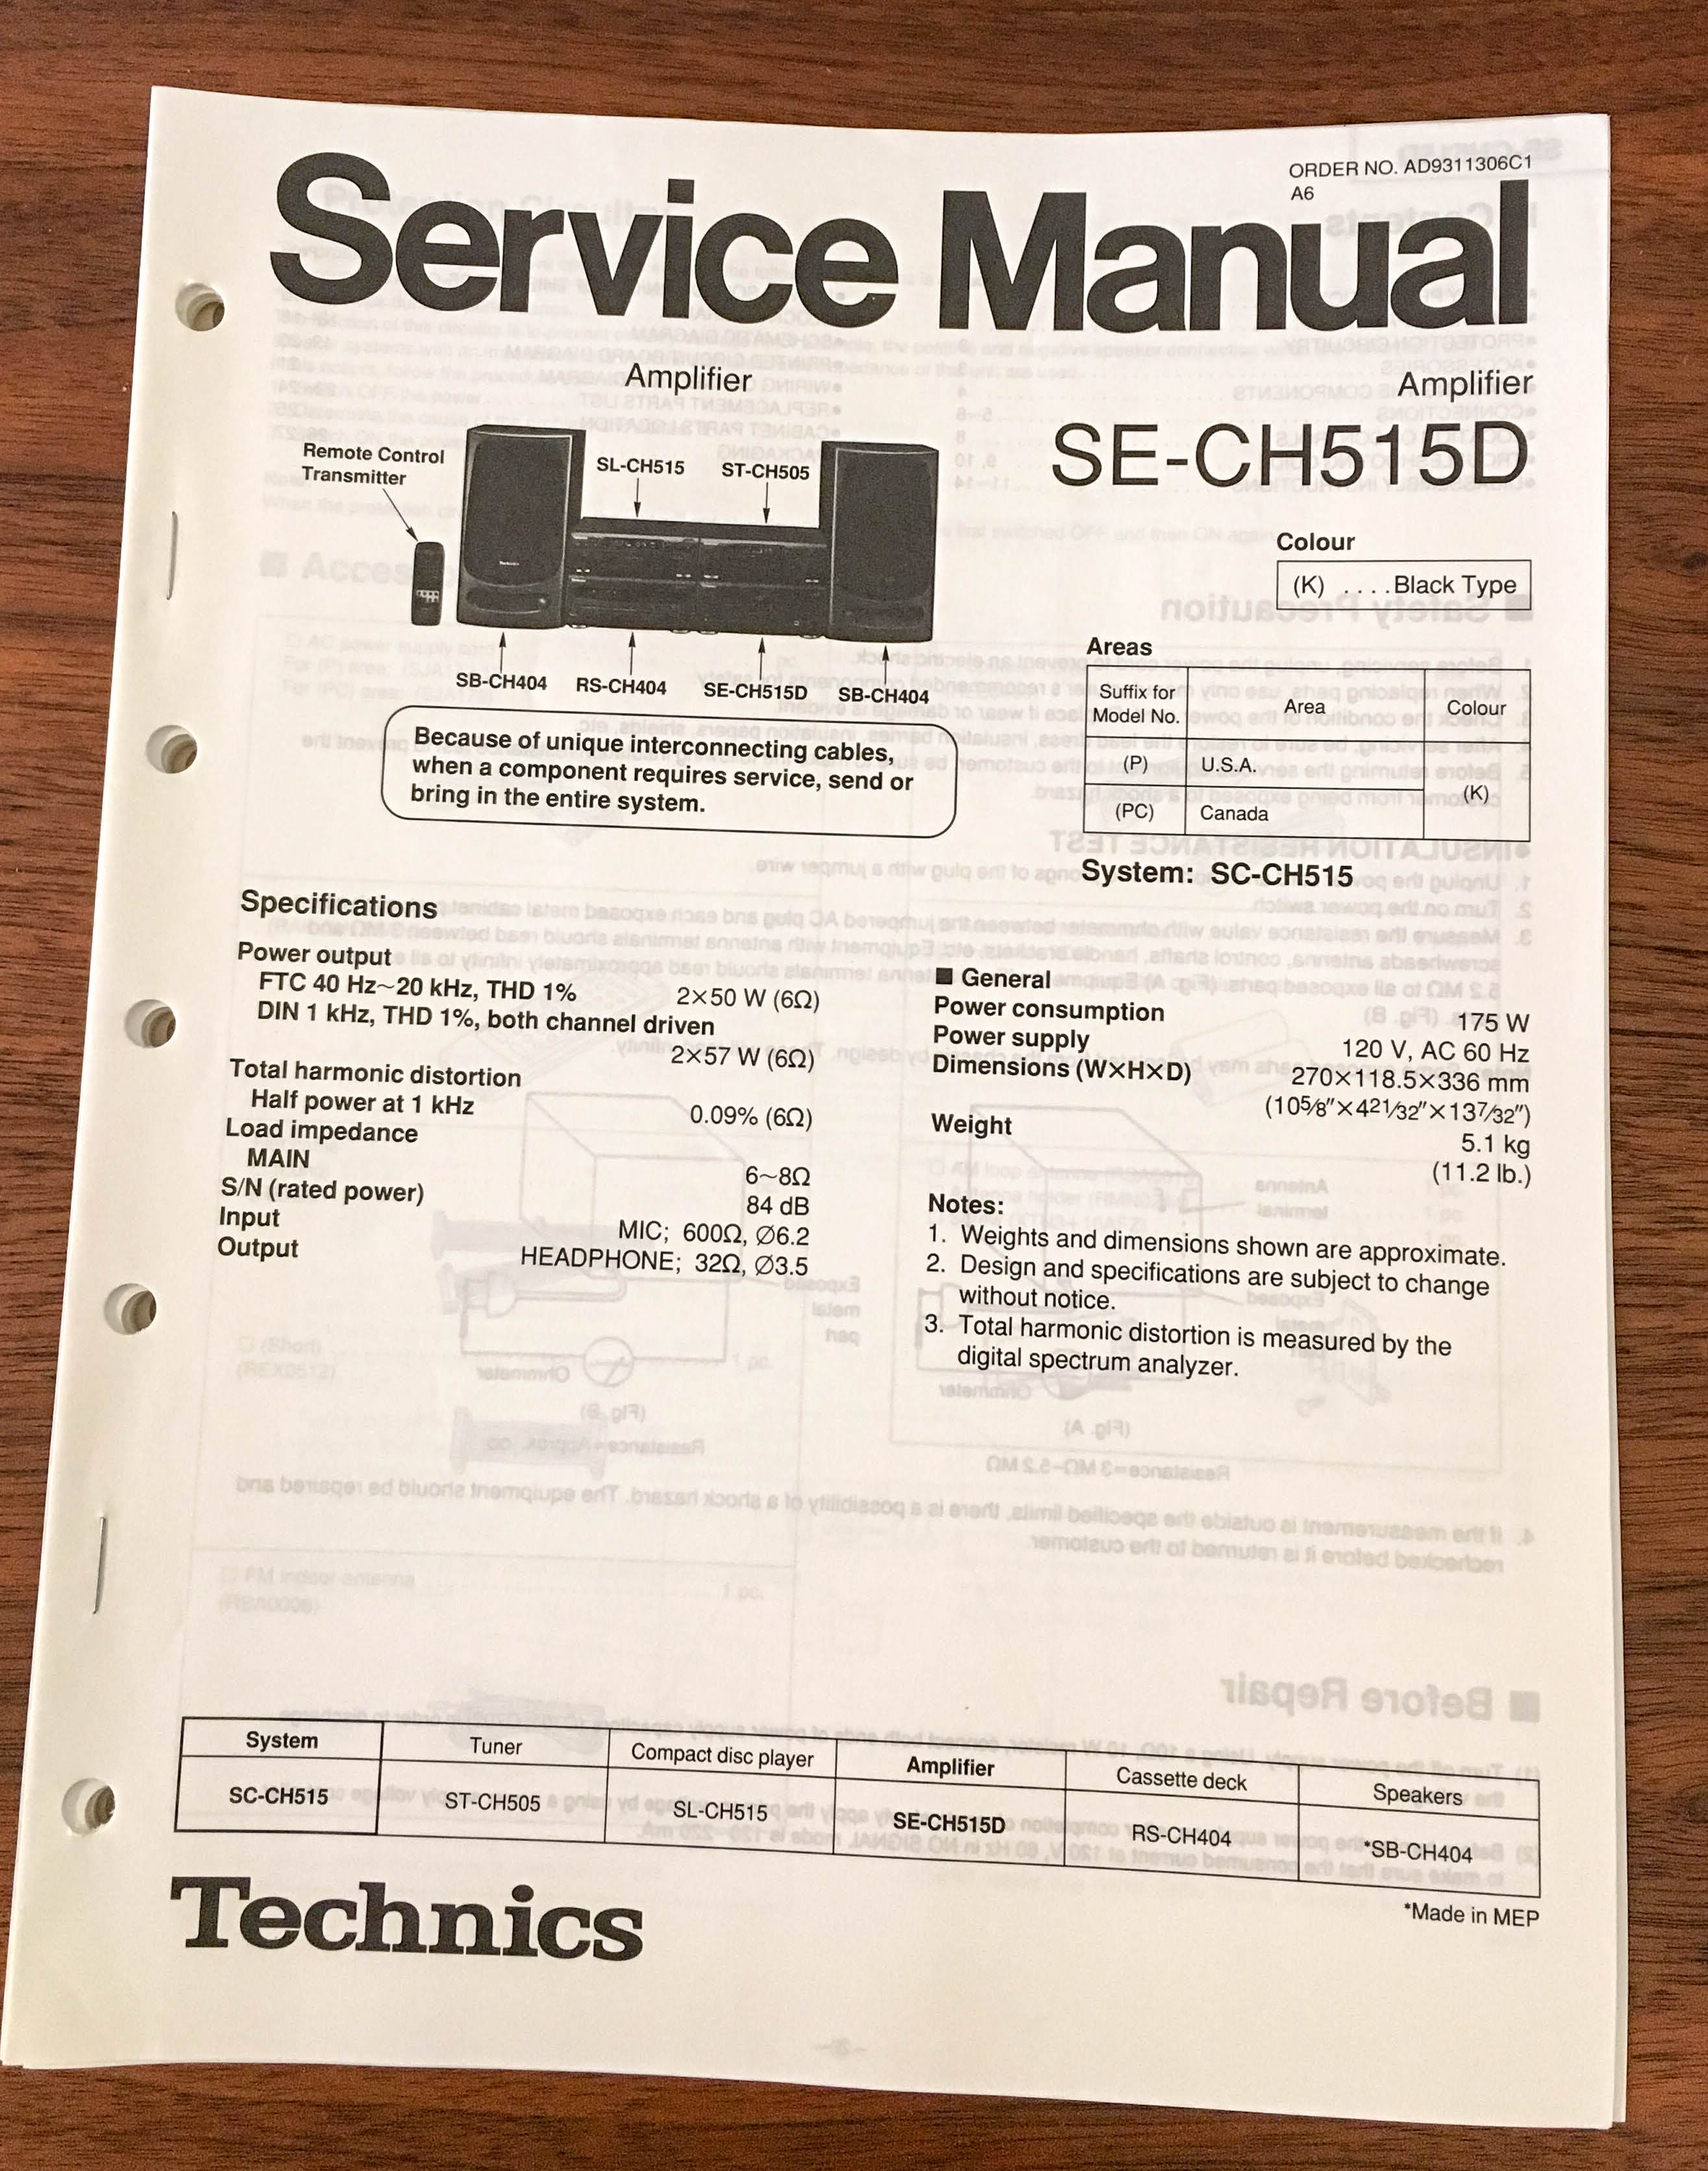 ORDER NO. AD9311306C1
A6
Service Manual
Amplifier
Remote Control
Transmitter
SL-CH515
ST-CH505
SB-CH404
RS-CH404
SE-CH515D
SB-CH404
Because of unique interconnecting cables,
when a component requires service, send or
bring in the entire system.
Amplifier
SE-CH515D
Colour
(K) ....Black Type
Areas
Suffix for Model No. Area Colour
(P) U.S.A. (K)
(PC) Canada
System: SC-CH515
Specifications
Power output
FTC 40 Hz~20 kHz, THD 1% 2×50 W (6Ω)
DIN 1 kHz, THD 1%, both channel driven
2×57 W (6Ω)
Total harmonic distortion
Half power at 1 kHz 0.09% (6Ω)
Load impedance
MAIN 6~8Ω
S/N (rated power) 84 dB
Input MIC; 600Ω, Ø6.2
Output HEADPHONE; 32Ω, Ø3.5
■ General
Power consumption 175 W
Power supply 120 V, AC 60 Hz
Dimensions (W×H×D) 270×118.5×336 mm
(105⁄8"×421⁄32"×137⁄32")
Weight 5.1 kg
(11.2 lb.)
Notes:
1. Weights and dimensions shown are approximate.
2. Design and specifications are subject to change
without notice.
3. Total harmonic distortion is measured by the
digital spectrum analyzer.
System Tuner Compact disc player Amplifier Cassette deck Speakers
SC-CH515 ST-CH505 SL-CH515 SE-CH515D RS-CH404 *SB-CH404
*Made in MEP
Technics